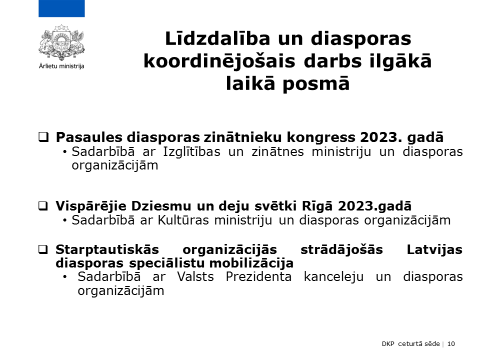 Ārlietu ministrija
Līdzdalība un diasporas
koordinējošais darbs ilgākā
laikā posmā
❑ Pasaules diasporas zinātnieku kongress 2023. gadā
• Sadarbībā ar Izglītības un zinātnes ministriju un diasporas
organizācijām
❑ Vispārējie Dziesmu un deju svētki Rīgā 2023.gadā
• Sadarbībā ar Kultūras ministriju un diasporas organizācijām
❑ Starptautiskās organizācijās strādājošās Latvijas
diasporas speciālistu mobilizācija
• Sadarbībā ar Valsts Prezidenta kanceleju un diasporas
organizācijām
DKP ceturtā sēde | 10